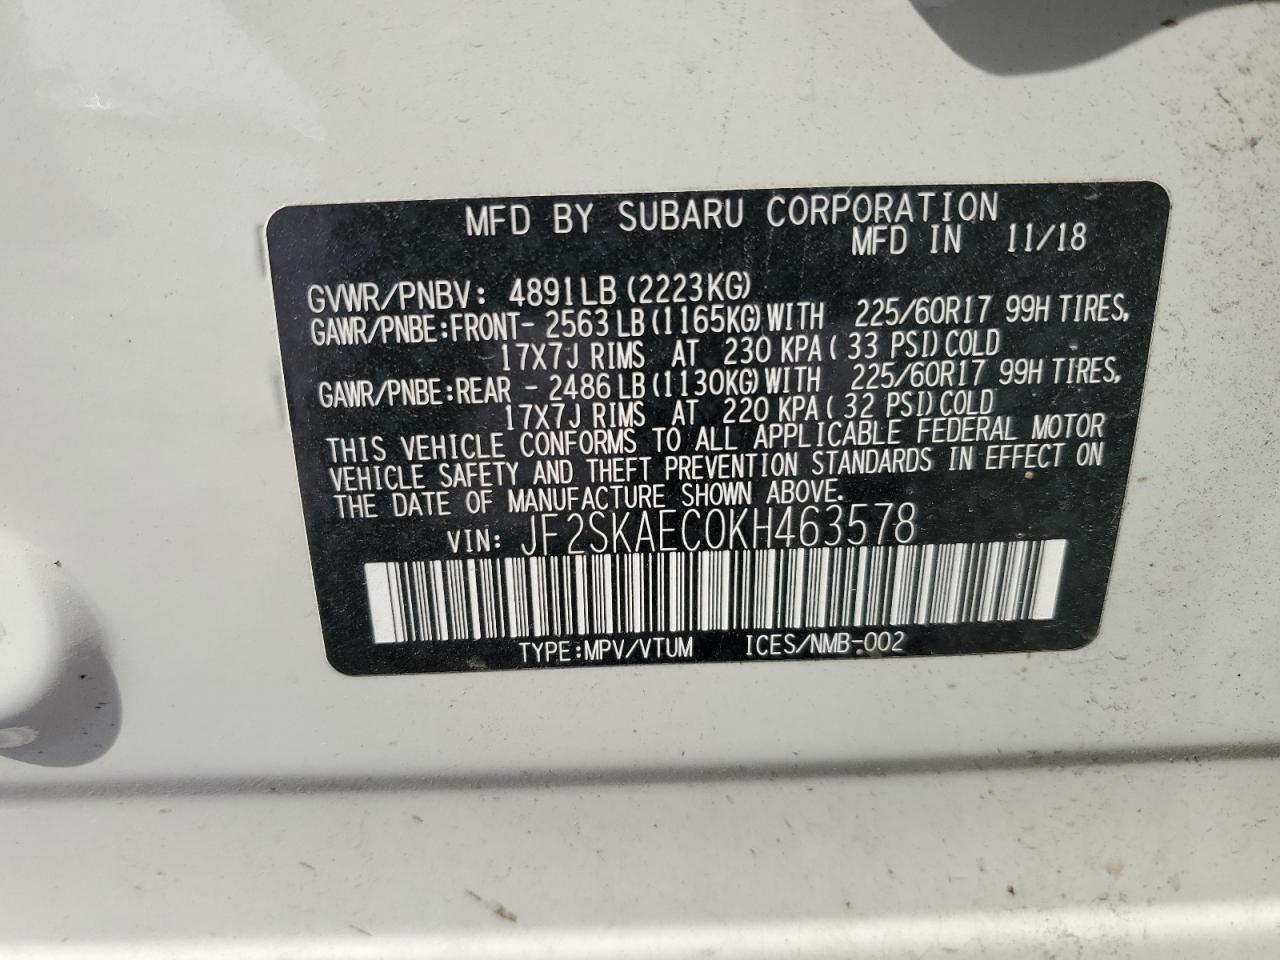 MFD BY SUBARU CORPORATION
MFD IN 11/18
GVWR/PNBV: 4891LB (2223KG)
GAWR/PNBE:FRONT- 2563 LB (1165KG) WITH 225/60R17 99H TIRES,
17X7J RIMS AT 230 KPA ( 33 PSI) COLD
GAWR/PNBE:REAR - 2486 LB (1130KG) WITH 225/60R17 99H TIRES,
17X7J RIMS AT 220 KPA ( 32 PSI) COLD
THIS VEHICLE CONFORMS TO ALL APPLICABLE FEDERAL MOTOR
VEHICLE SAFETY AND THEFT PREVENTION STANDARDS IN EFFECT ON
THE DATE OF MANUFACTURE SHOWN ABOVE.
VIN: JF2SKAEC0KH463578
TYPE:MPV/VTUM ICES/NMB-002